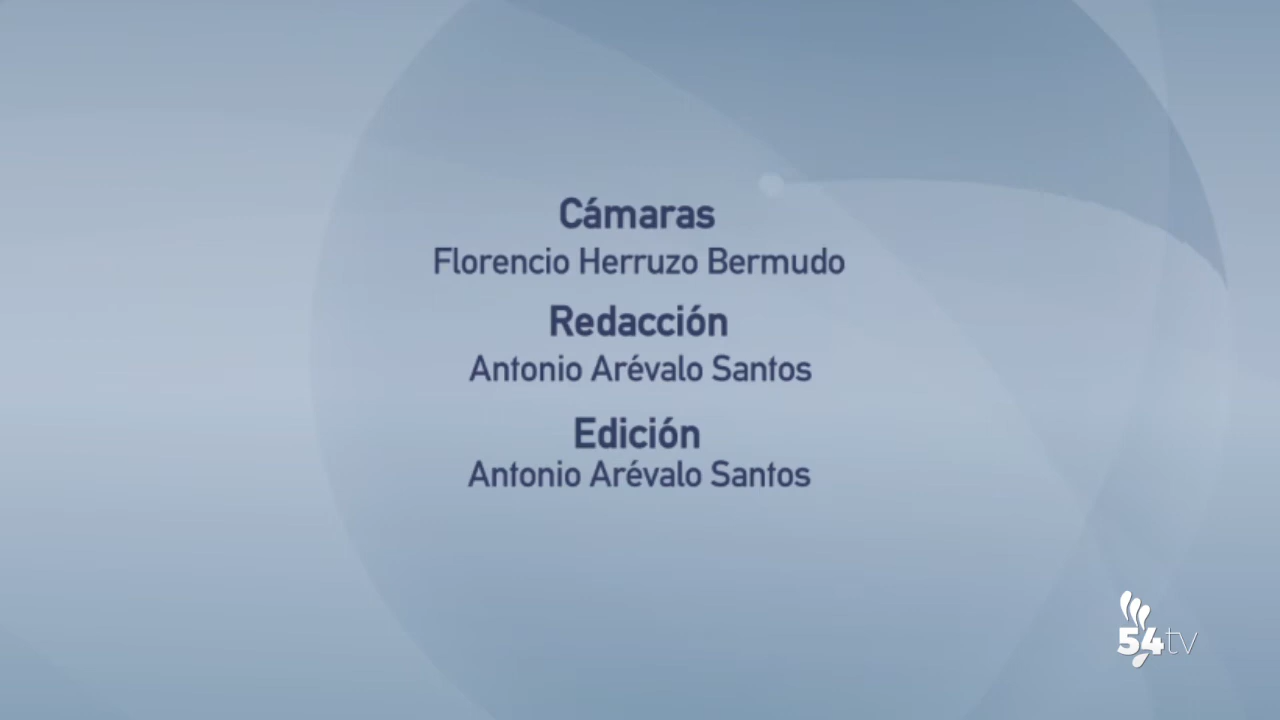 Cámaras
Florencio Herruzo Bermudo
Redacción
Antonio Arévalo Santos
Edición
Antonio Arévalo Santos
54tv